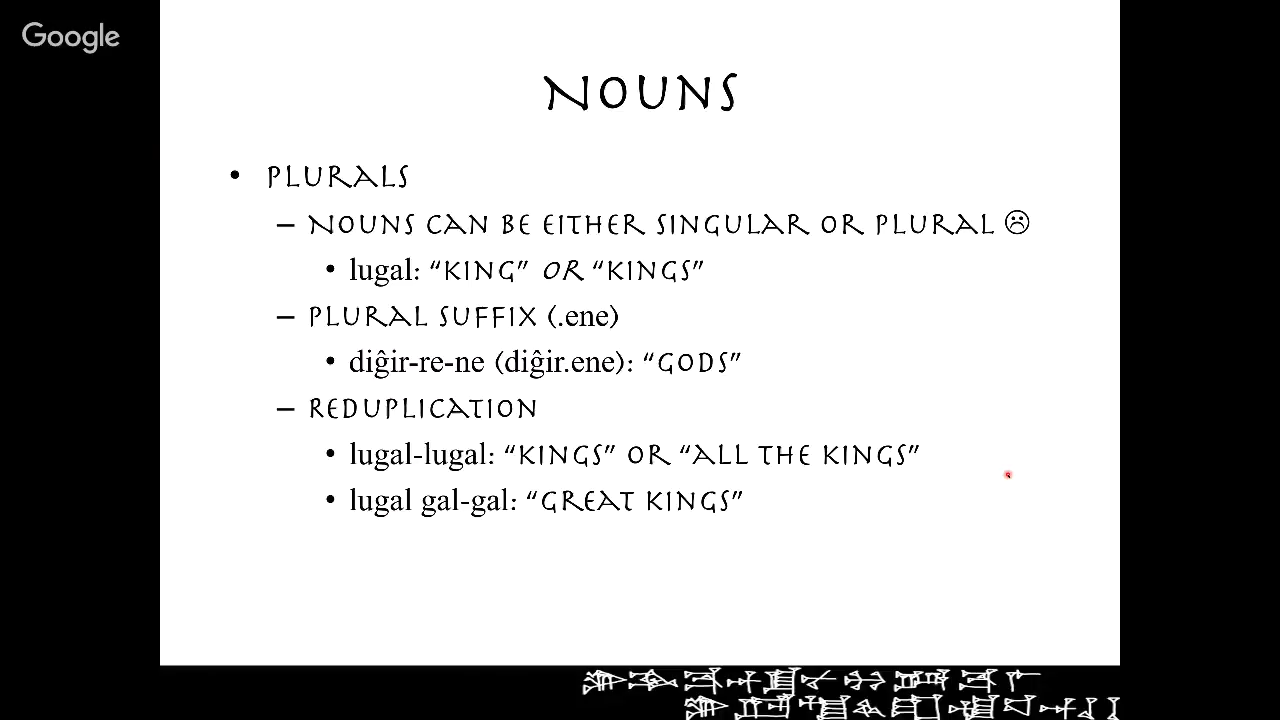 Google
NOUNS
• PLURALS
– NOUNS CAN BE EITHER SINGULAR OR PLURAL ☹
• lugal: “KING” OR “KINGS”
– PLURAL SUFFIX (.ene)
• diĝir-re-ne (diĝir.ene): “GODS”
– REDUPLICATION
• lugal-lugal: “KINGS” OR “ALL THE KINGS”
• lugal gal-gal: “GREAT KINGS”